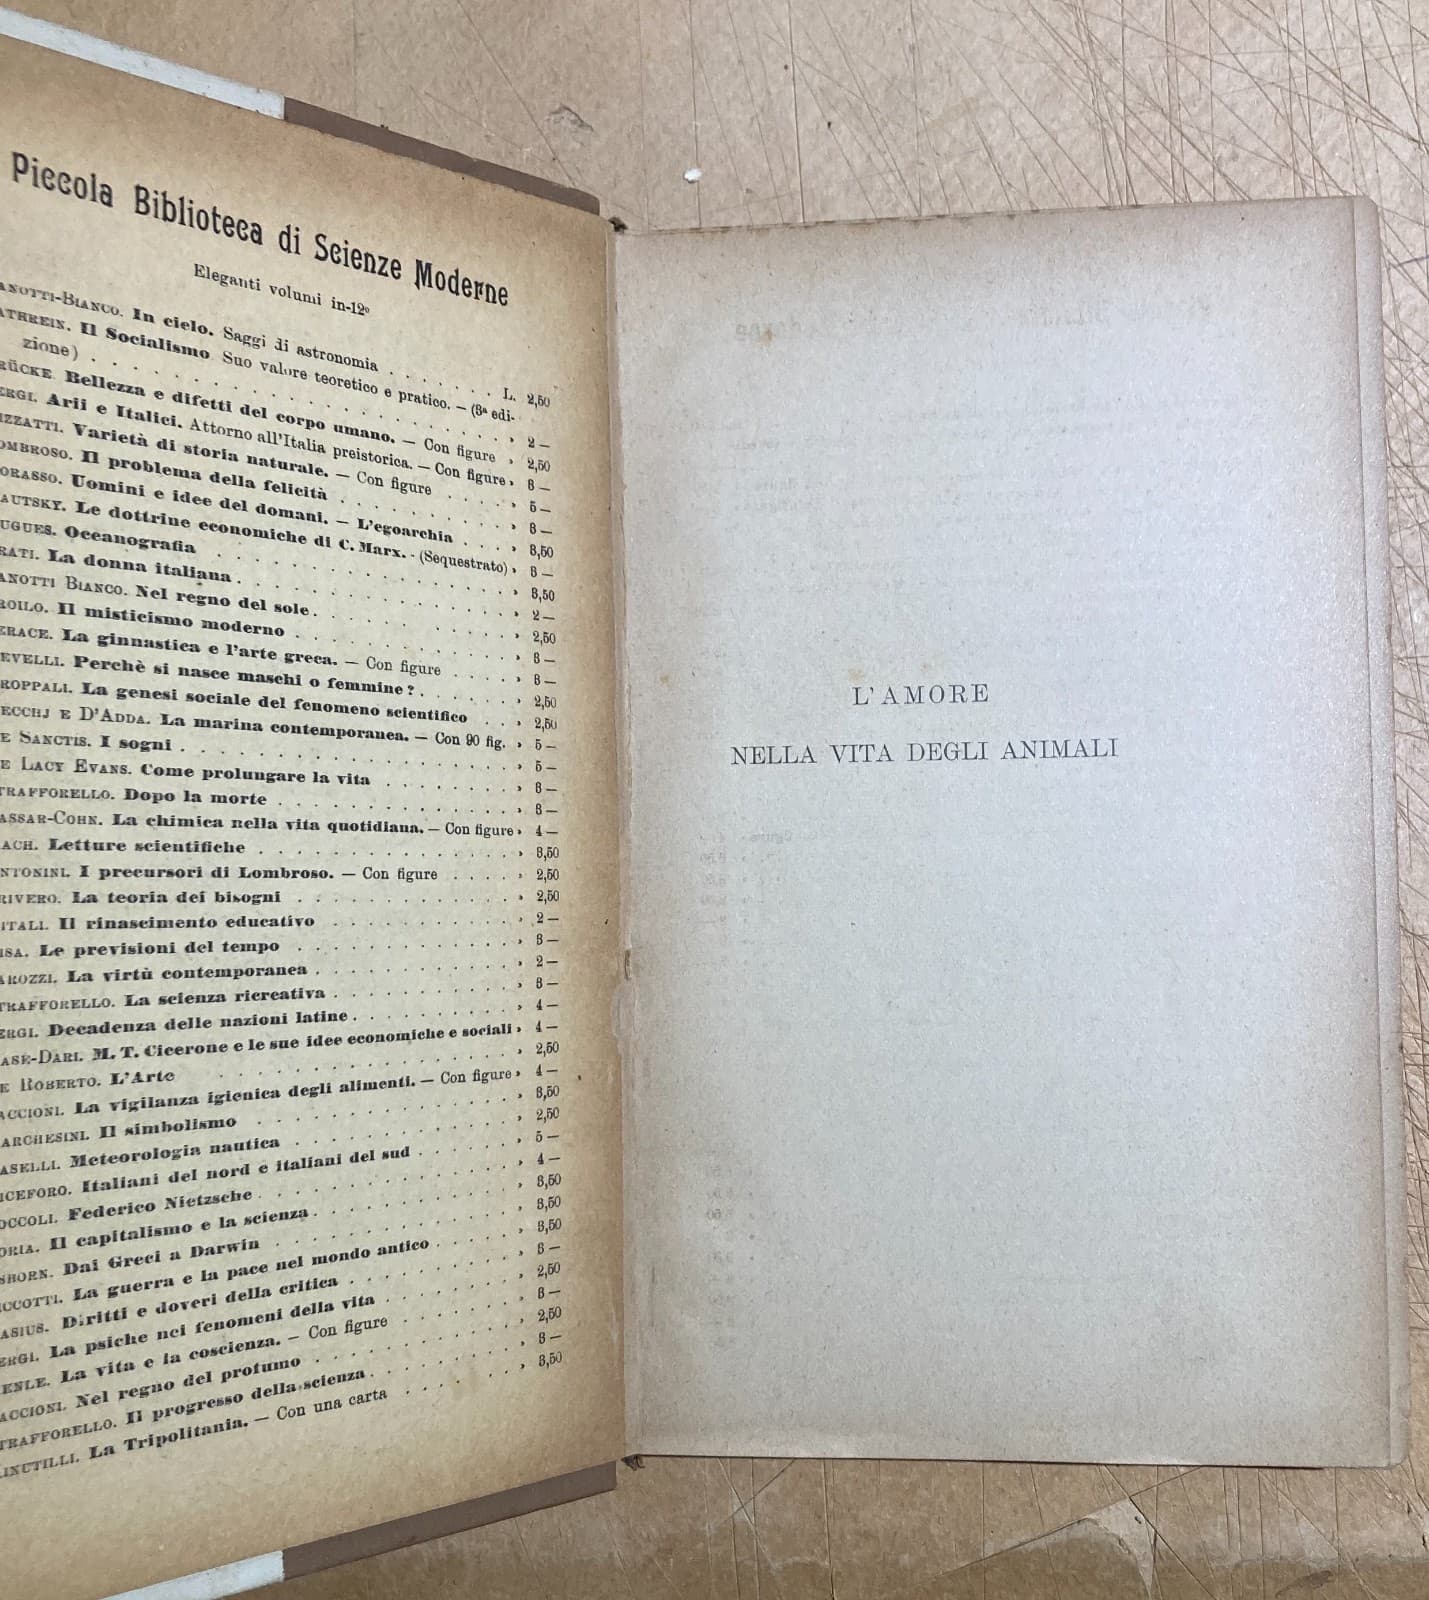 Piccola Biblioteca di Scienze Moderne
Eleganti volumi in-12º
ANOTTI-BIANCO. In cielo. Saggi di astronomia . . . . . . L. 2,50
ATHREIN. Il Socialismo Suo valore teoretico e pratico. — (3ª edi-
zione) . . . . . . . . . . . . . . . . » 2 —
RÜCKE Bellezza e difetti del corpo umano. — Con figure » 2,50
ERGI. Arii e Italici. Attorno all'Italia preistorica. — Con figure » 3 —
IZZATTI. Varietà di storia naturale. — Con figure . . . . » 5 —
OMBROSO. Il problema della felicità . . . . . . . . . » 3 —
ORASSO. Uomini e idee del domani. — L'egoarchia . . . . » 3,50
AUTSKY. Le dottrine economiche di C. Marx. - (Sequestrato) » 3 —
UGUES. Oceanografia . . . . . . . . . . . . . » 3,50
RATI. La donna italiana . . . . . . . . . . . . . » 2 —
ANOTTI BIANCO. Nel regno del sole . . . . . . . . . » 2,50
ROILO. Il misticismo moderno . . . . . . . . . . . » 3 —
ERACE. La ginnastica e l'arte greca. — Con figure . . . . » 3 —
EVELLI. Perchè si nasce maschi o femmine? . . . . . . » 2,50
ROPPALI. La genesi sociale del fenomeno scientifico . . . » 2,50
ECCHJ E D'ADDA. La marina contemporanea. — Con 90 fig. » 5 —
E SANCTIS. I sogni . . . . . . . . . . . . . . . » 5 —
E LACY EVANS. Come prolungare la vita . . . . . . . » 3 —
TRAFFORELLO. Dopo la morte . . . . . . . . . . . » 3 —
ASSAR-COHN. La chimica nella vita quotidiana. — Con figure » 4 —
ACH. Letture scientifiche . . . . . . . . . . . . » 3,50
NTONINI. I precursori di Lombroso. — Con figure . . . . » 2,50
RIVERO. La teoria dei bisogni . . . . . . . . . . . » 2,50
ITALI. Il rinascimento educativo . . . . . . . . . . » 2 —
ISA. Le previsioni del tempo . . . . . . . . . . . » 3 —
AROZZI. La virtù contemporanea . . . . . . . . . . » 2 —
TRAFFORELLO. La scienza ricreativa . . . . . . . . . » 3 —
ERGI. Decadenza delle nazioni latine . . . . . . . . » 4 —
ASÈ-DARI. M. T. Cicerone e le sue idee economiche e sociali » 4 —
E ROBERTO. L'Arte . . . . . . . . . . . . . . . » 2,50
ACCIONI. La vigilanza igienica degli alimenti. — Con figure » 4 —
ARCHESINI. Il simbolismo . . . . . . . . . . . . » 3,50
ASELLI. Meteorologia nautica . . . . . . . . . . . » 2,50
ICEFORO. Italiani del nord e italiani del sud . . . . . » 5 —
OCCOLI. Federico Nietzsche . . . . . . . . . . . . » 4 —
ORIA. Il capitalismo e la scienza . . . . . . . . . . » 3,50
SBORN. Dai Greci a Darwin . . . . . . . . . . . . » 3,50
ICCOTTI. La guerra e la pace nel mondo antico . . . . . » 3,50
ASIUS. Diritti e doveri della critica . . . . . . . . . » 3 —
ERGI. La psiche nei fenomeni della vita . . . . . . . » 2,50
ENLE. La vita e la coscienza. — Con figure . . . . . . » 3 —
ACCIONI. Nel regno del profumo . . . . . . . . . . » 2,50
TRAFFORELLO. Il progresso della scienza . . . . . . . » 3 —
INUTILLI. La Tripolitania. — Con una carta . . . . . . » 3,50
L'AMORE
NELLA VITA DEGLI ANIMALI